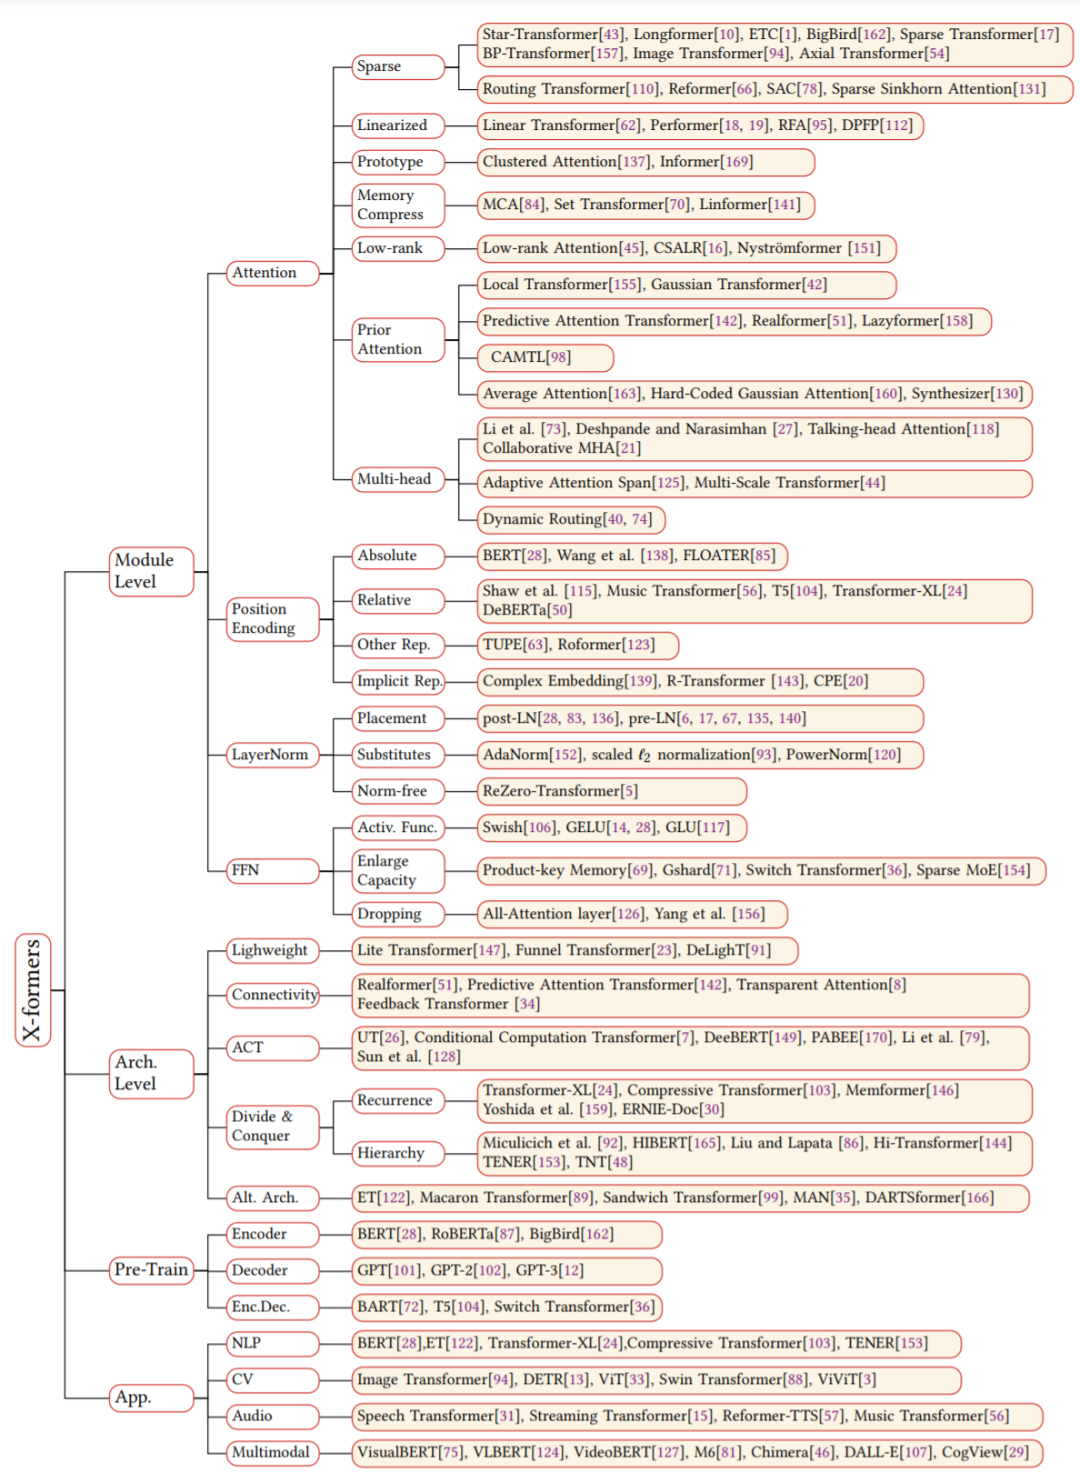 X-formers
Module
Level
Attention
Sparse
Star-Transformer[43], Longformer[10], ETC[1], BigBird[162], Sparse Transformer[17]
BP-Transformer[157], Image Transformer[94], Axial Transformer[54]
Routing Transformer[110], Reformer[66], SAC[78], Sparse Sinkhorn Attention[131]
Linearized
Linear Transformer[62], Performer[18, 19], RFA[95], DPFP[112]
Prototype
Clustered Attention[137], Informer[169]
Memory
Compress
MCA[84], Set Transformer[70], Linformer[141]
Low-rank
Low-rank Attention[45], CSALR[16], Nyströmformer [151]
Prior
Attention
Local Transformer[155], Gaussian Transformer[42]
Predictive Attention Transformer[142], Realformer[51], Lazyformer[158]
CAMTL[98]
Average Attention[163], Hard-Coded Gaussian Attention[160], Synthesizer[130]
Multi-head
Li et al. [73], Deshpande and Narasimhan [27], Talking-head Attention[118]
Collaborative MHA[21]
Adaptive Attention Span[125], Multi-Scale Transformer[44]
Dynamic Routing[40, 74]
Position
Encoding
Absolute
BERT[28], Wang et al. [138], FLOATER[85]
Relative
Shaw et al. [115], Music Transformer[56], T5[104], Transformer-XL[24]
DeBERTa[50]
Other Rep.
TUPE[63], Roformer[123]
Implicit Rep.
Complex Embedding[139], R-Transformer [143], CPE[20]
LayerNorm
Placement
post-LN[28, 83, 136], pre-LN[6, 17, 67, 135, 140]
Substitutes
AdaNorm[152], scaled ℓ₂ normalization[93], PowerNorm[120]
Norm-free
ReZero-Transformer[5]
FFN
Activ. Func.
Swish[106], GELU[14, 28], GLU[117]
Enlarge
Capacity
Product-key Memory[69], Gshard[71], Switch Transformer[36], Sparse MoE[154]
Dropping
All-Attention layer[126], Yang et al. [156]
Arch.
Level
Lighweight
Lite Transformer[147], Funnel Transformer[23], DeLighT[91]
Connectivity
Realformer[51], Predictive Attention Transformer[142], Transparent Attention[8]
Feedback Transformer [34]
ACT
UT[26], Conditional Computation Transformer[7], DeeBERT[149], PABEE[170], Li et al. [79],
Sun et al. [128]
Divide &
Conquer
Recurrence
Transformer-XL[24], Compressive Transformer[103], Memformer[146]
Yoshida et al. [159], ERNIE-Doc[30]
Hierarchy
Miculicich et al. [92], HIBERT[165], Liu and Lapata [86], Hi-Transformer[144]
TENER[153], TNT[48]
Alt. Arch.
ET[122], Macaron Transformer[89], Sandwich Transformer[99], MAN[35], DARTSformer[166]
Pre-Train
Encoder
BERT[28], RoBERTa[87], BigBird[162]
Decoder
GPT[101], GPT-2[102], GPT-3[12]
Enc.Dec.
BART[72], T5[104], Switch Transformer[36]
App.
NLP
BERT[28],ET[122], Transformer-XL[24],Compressive Transformer[103], TENER[153]
CV
Image Transformer[94], DETR[13], ViT[33], Swin Transformer[88], ViViT[3]
Audio
Speech Transformer[31], Streaming Transformer[15], Reformer-TTS[57], Music Transformer[56]
Multimodal
VisualBERT[75], VLBERT[124], VideoBERT[127], M6[81], Chimera[46], DALL-E[107], CogView[29]